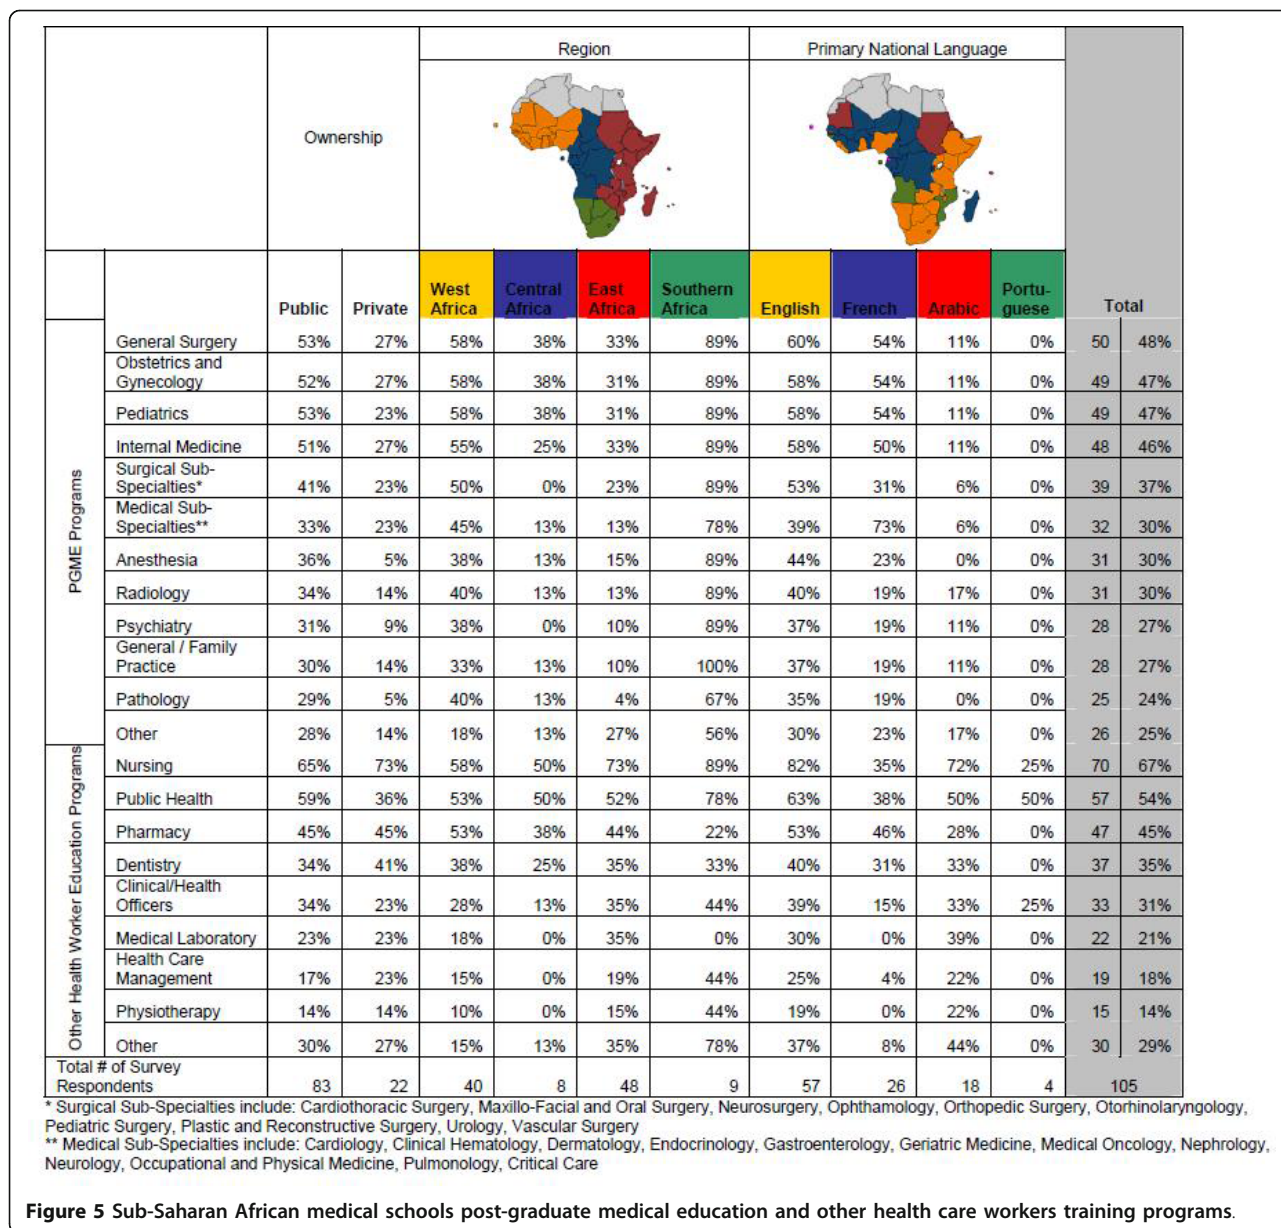 Ownership
Region
Primary National Language
Public Private West Africa Central Africa East Africa Southern Africa English French Arabic Portu-guese Total
PGME Programs
General Surgery 53% 27% 58% 38% 33% 89% 60% 54% 11% 0% 50 48%
Obstetrics and Gynecology 52% 27% 58% 38% 31% 89% 58% 54% 11% 0% 49 47%
Pediatrics 53% 23% 58% 38% 31% 89% 58% 54% 11% 0% 49 47%
Internal Medicine 51% 27% 55% 25% 33% 89% 58% 50% 11% 0% 48 46%
Surgical Sub-Specialties* 41% 23% 50% 0% 23% 89% 53% 31% 6% 0% 39 37%
Medical Sub-Specialties** 33% 23% 45% 13% 13% 78% 39% 73% 6% 0% 32 30%
Anesthesia 36% 5% 38% 13% 15% 89% 44% 23% 0% 0% 31 30%
Radiology 34% 14% 40% 13% 13% 89% 40% 19% 17% 0% 31 30%
Psychiatry 31% 9% 38% 0% 10% 89% 37% 19% 11% 0% 28 27%
General / Family Practice 30% 14% 33% 13% 10% 100% 37% 19% 11% 0% 28 27%
Pathology 29% 5% 40% 13% 4% 67% 35% 19% 0% 0% 25 24%
Other 28% 14% 18% 13% 27% 56% 30% 23% 17% 0% 26 25%
Other Health Worker Education Programs
Nursing 65% 73% 58% 50% 73% 89% 82% 35% 72% 25% 70 67%
Public Health 59% 36% 53% 50% 52% 78% 63% 38% 50% 50% 57 54%
Pharmacy 45% 45% 53% 38% 44% 22% 53% 46% 28% 0% 47 45%
Dentistry 34% 41% 38% 25% 35% 33% 40% 31% 33% 0% 37 35%
Clinical/Health Officers 34% 23% 28% 13% 35% 44% 39% 15% 33% 25% 33 31%
Medical Laboratory 23% 23% 18% 0% 35% 0% 30% 0% 39% 0% 22 21%
Health Care Management 17% 23% 15% 0% 19% 44% 25% 4% 22% 0% 19 18%
Physiotherapy 14% 14% 10% 0% 15% 44% 19% 0% 22% 0% 15 14%
Other 30% 27% 15% 13% 35% 78% 37% 8% 44% 0% 30 29%
Total # of Survey Respondents 83 22 40 8 48 9 57 26 18 4 105
* Surgical Sub-Specialties include: Cardiothoracic Surgery, Maxillo-Facial and Oral Surgery, Neurosurgery, Ophthamology, Orthopedic Surgery, Otorhinolaryngology,
Pediatric Surgery, Plastic and Reconstructive Surgery, Urology, Vascular Surgery
** Medical Sub-Specialties include: Cardiology, Clinical Hematology, Dermatology, Endocrinology, Gastroenterology, Geriatric Medicine, Medical Oncology, Nephrology,
Neurology, Occupational and Physical Medicine, Pulmonology, Critical Care
Figure 5 Sub-Saharan African medical schools post-graduate medical education and other health care workers training programs.